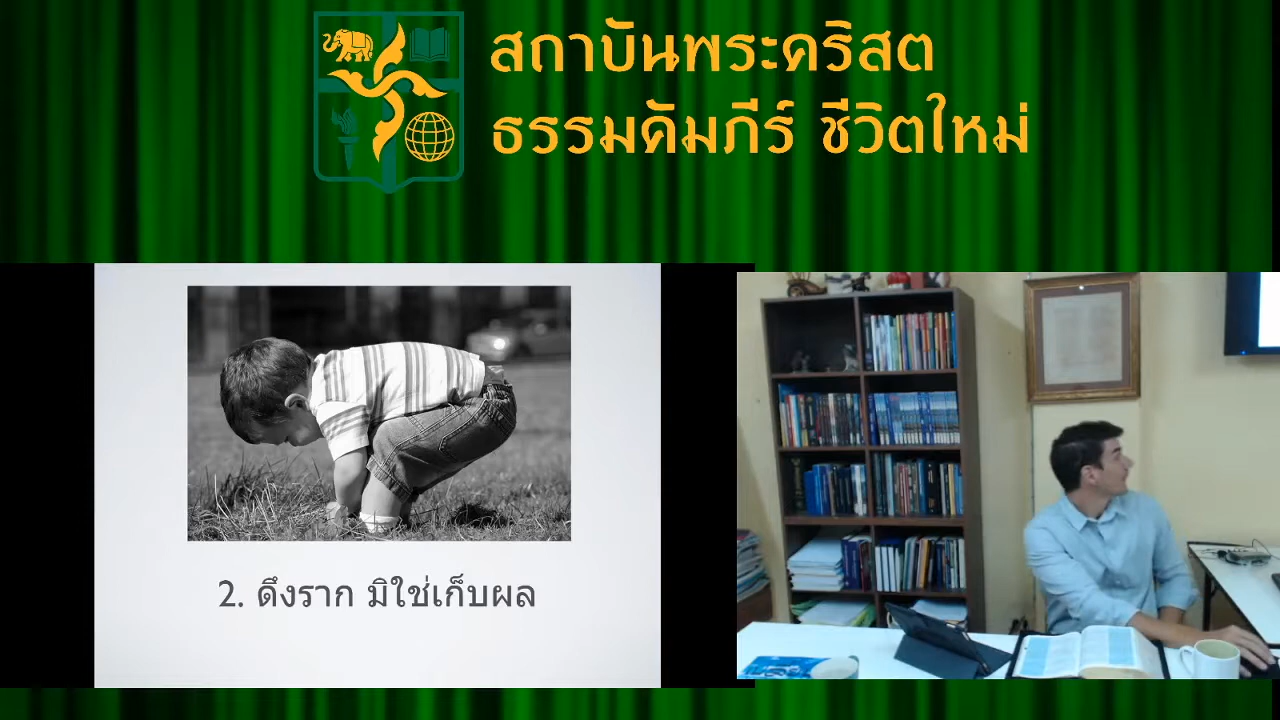 สถาบันพระคริสต
ธรรมคัมภีร์ ชีวิตใหม่
2. ดึงราก มิใช่เก็บผล